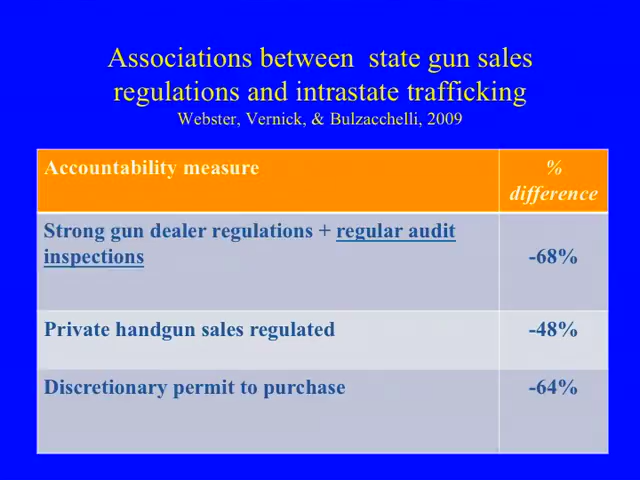 Associations between state gun sales
regulations and intrastate trafficking
Webster, Vernick, & Bulzacchelli, 2009
Accountability measure
%
difference
Strong gun dealer regulations + regular audit
inspections
-68%
Private handgun sales regulated
-48%
Discretionary permit to purchase
-64%